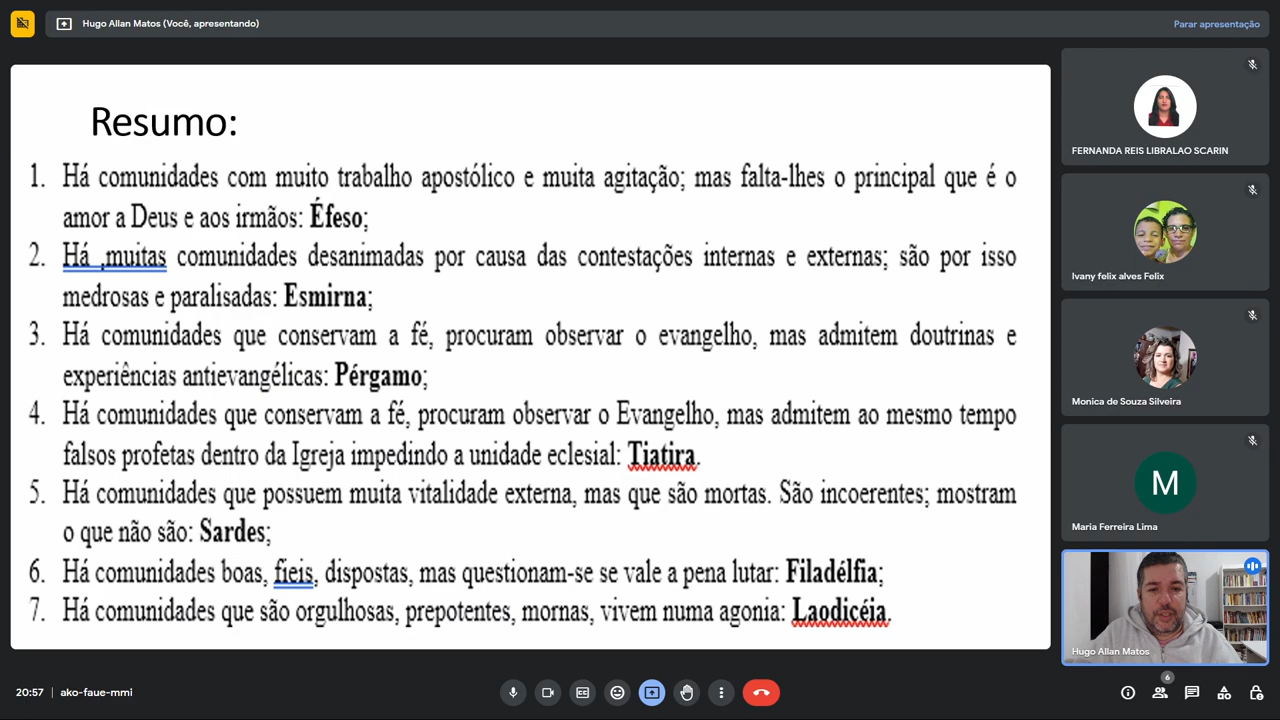 Hugo Allan Matos (Você, apresentando)
Parar apresentação
Resumo:
1. Há comunidades com muito trabalho apostólico e muita agitação; mas falta-lhes o principal que é o
amor a Deus e aos irmãos: Éfeso;
2. Há ,muitas comunidades desanimadas por causa das contestações internas e externas; são por isso
medrosas e paralisadas: Esmirna;
3. Há comunidades que conservam a fé, procuram observar o evangelho, mas admitem doutrinas e
experiências antievangélicas: Pérgamo;
4. Há comunidades que conservam a fé, procuram observar o Evangelho, mas admitem ao mesmo tempo
falsos profetas dentro da Igreja impedindo a unidade eclesial: Tiatira.
5. Há comunidades que possuem muita vitalidade externa, mas que são mortas. São incoerentes; mostram
o que não são: Sardes;
6. Há comunidades boas, fieis, dispostas, mas questionam-se se vale a pena lutar: Filadélfia;
7. Há comunidades que são orgulhosas, prepotentes, mornas, vivem numa agonia: Laodicéia.
FERNANDA REIS LIBRALAO SCARIN
Ivany felix alves Felix
Monica de Souza Silveira
M
Maria Ferreira Lima
Hugo Allan Matos
20:57 | ako-faue-mmi
6